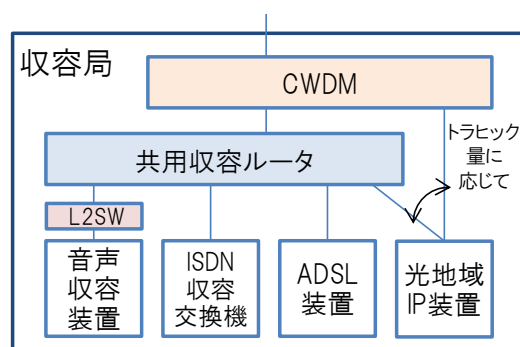 収容局
CWDM
トラヒック
量に
応じて
共用収容ルータ
L2SW
音声
収容
装置
ISDN
収容
交換機
ADSL
装置
光地域
IP装置